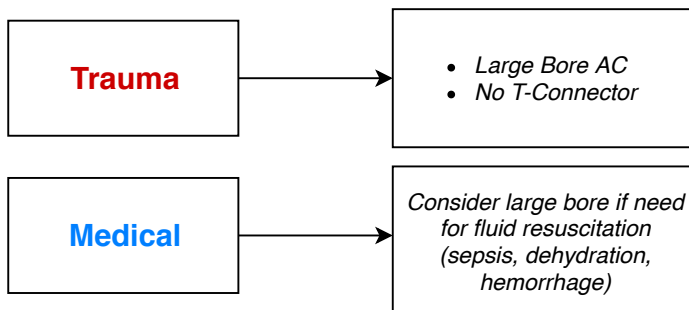 Trauma
• Large Bore AC
• No T-Connector
Medical
Consider large bore if need
for fluid resuscitation
(sepsis, dehydration,
hemorrhage)